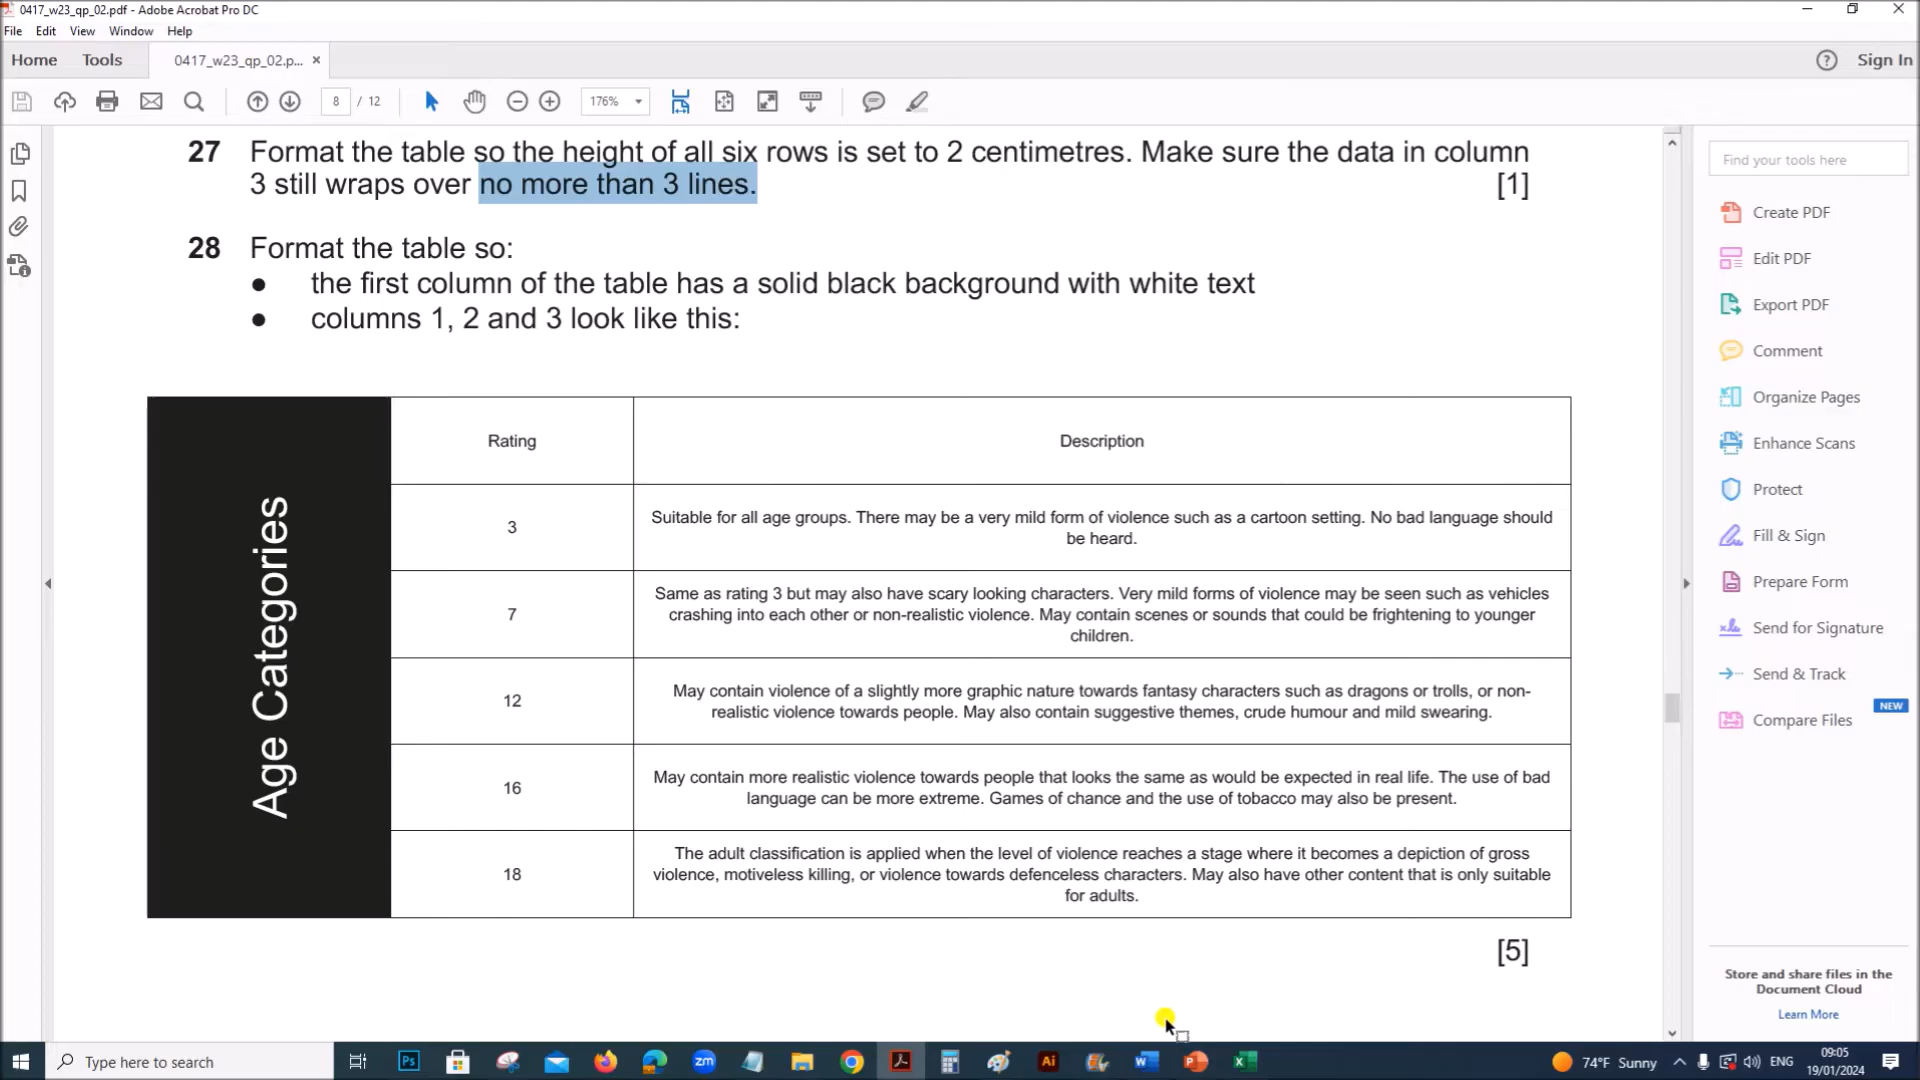 0417_w23_qp_02.pdf - Adobe Acrobat Pro DC
File Edit View Window Help
Home Tools 0417_w23_qp_02.p... × Sign In
8 / 12 176%
27 Format the table so the height of all six rows is set to 2 centimetres. Make sure the data in column
3 still wraps over no more than 3 lines. [1]
28 Format the table so:
● the first column of the table has a solid black background with white text
● columns 1, 2 and 3 look like this:
Age Categories
Rating Description
3
Suitable for all age groups. There may be a very mild form of violence such as a cartoon setting. No bad language should
be heard.
7
Same as rating 3 but may also have scary looking characters. Very mild forms of violence may be seen such as vehicles
crashing into each other or non-realistic violence. May contain scenes or sounds that could be frightening to younger
children.
12
May contain violence of a slightly more graphic nature towards fantasy characters such as dragons or trolls, or non-
realistic violence towards people. May also contain suggestive themes, crude humour and mild swearing.
16
May contain more realistic violence towards people that looks the same as would be expected in real life. The use of bad
language can be more extreme. Games of chance and the use of tobacco may also be present.
18
The adult classification is applied when the level of violence reaches a stage where it becomes a depiction of gross
violence, motiveless killing, or violence towards defenceless characters. May also have other content that is only suitable
for adults.
[5]
Find your tools here
Create PDF
Edit PDF
Export PDF
Comment
Organize Pages
Enhance Scans
Protect
Fill & Sign
Prepare Form
Send for Signature
Send & Track
NEW
Compare Files
Store and share files in the
Document Cloud
Learn More
Type here to search
Ps
zm
Ai
74°F Sunny
ENG
09:05
19/01/2024